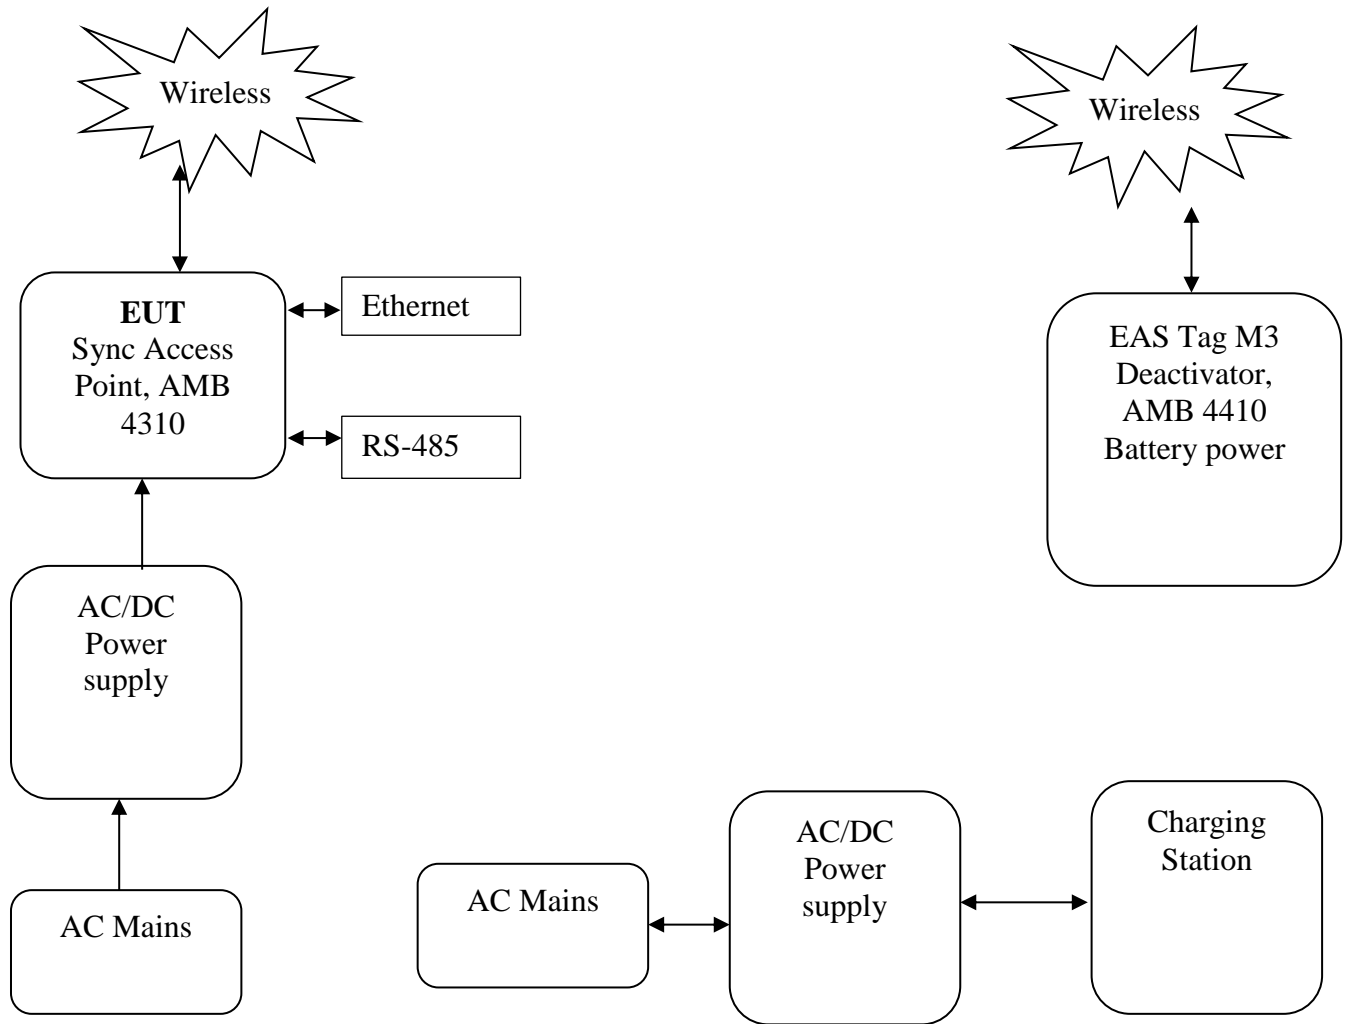 Wireless
Wireless
EUT
Sync Access
Point, AMB
4310
Ethernet
RS-485
EAS Tag M3
Deactivator,
AMB 4410
Battery power
AC/DC
Power
supply
AC Mains
AC Mains
AC/DC
Power
supply
Charging
Station